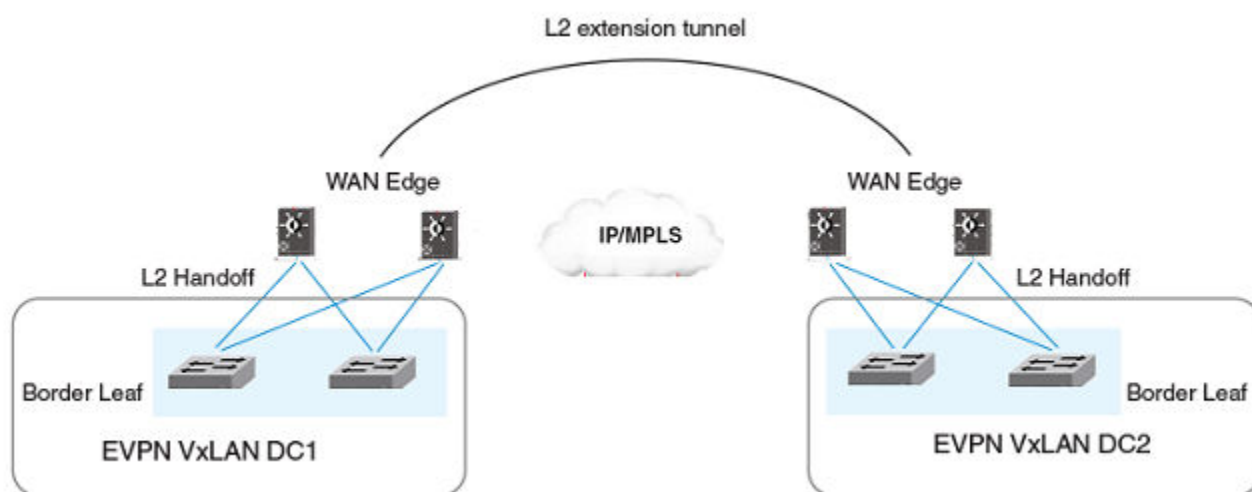 L2 extension tunnel
WAN Edge
WAN Edge
IP/MPLS
L2 Handoff
L2 Handoff
Border Leaf
Border Leaf
EVPN VxLAN DC1
EVPN VxLAN DC2